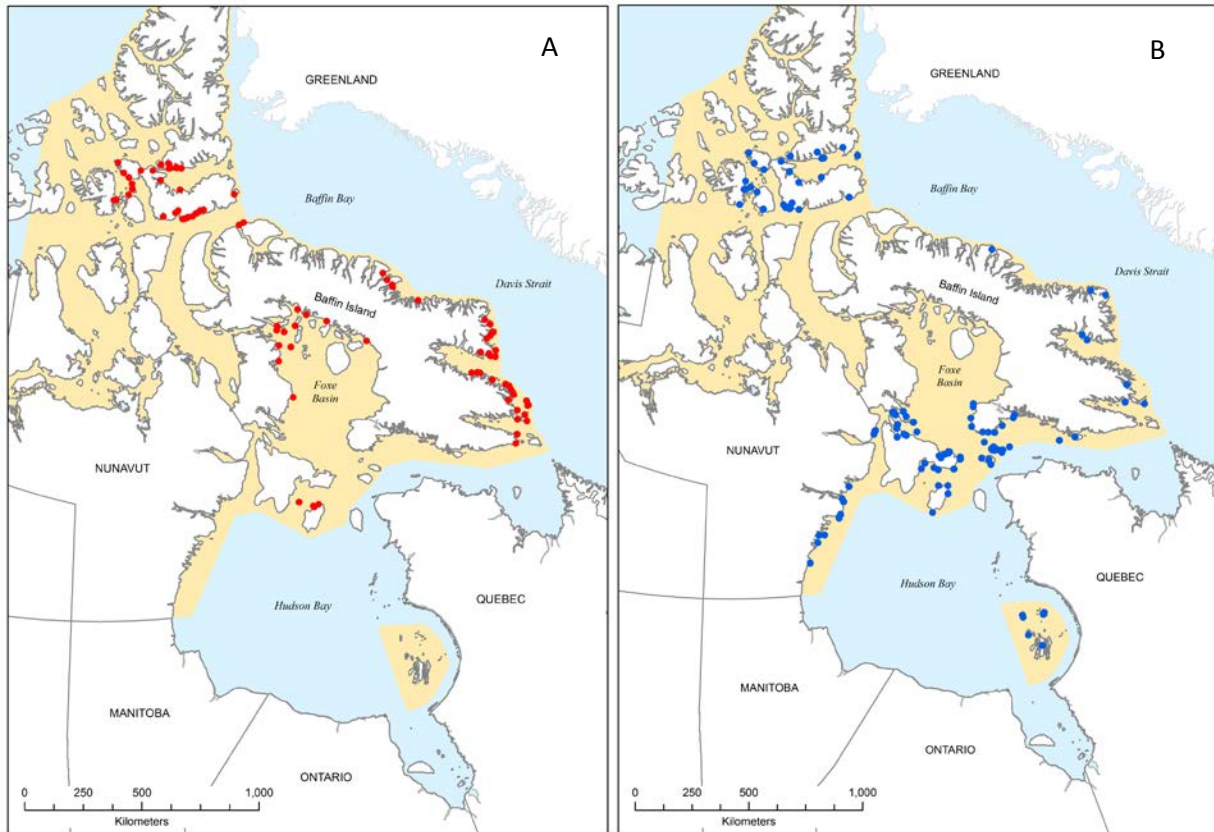 A
GREENLAND
Baffin Bay
Davis Strait
Baffin Island
Foxe
Basin
NUNAVUT
Hudson Bay
QUEBEC
MANITOBA
ONTARIO
0 250 500 1,000
Kilometers
B
GREENLAND
Baffin Bay
Davis Strait
Baffin Island
Foxe
Basin
NUNAVUT
Hudson Bay
QUEBEC
MANITOBA
ONTARIO
0 250 500 1,000
Kilometers